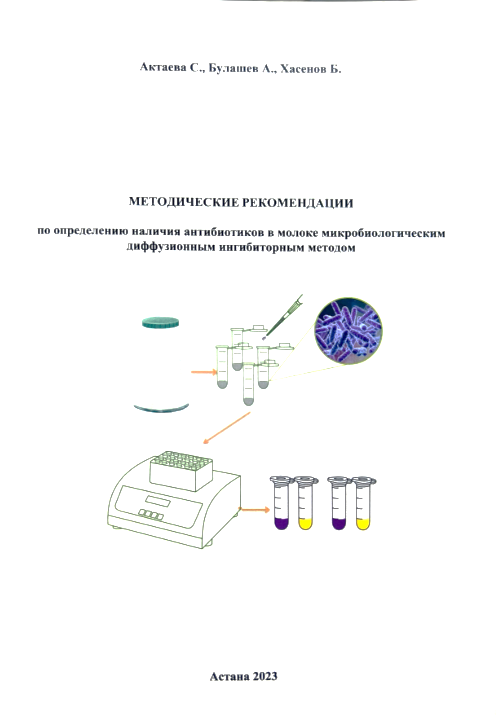 Актаева С., Булашев А., Хасенов Б.
МЕТОДИЧЕСКИЕ РЕКОМЕНДАЦИИ
по определению наличия антибиотиков в молоке микробиологическим
диффузионным ингибиторным методом
Астана 2023